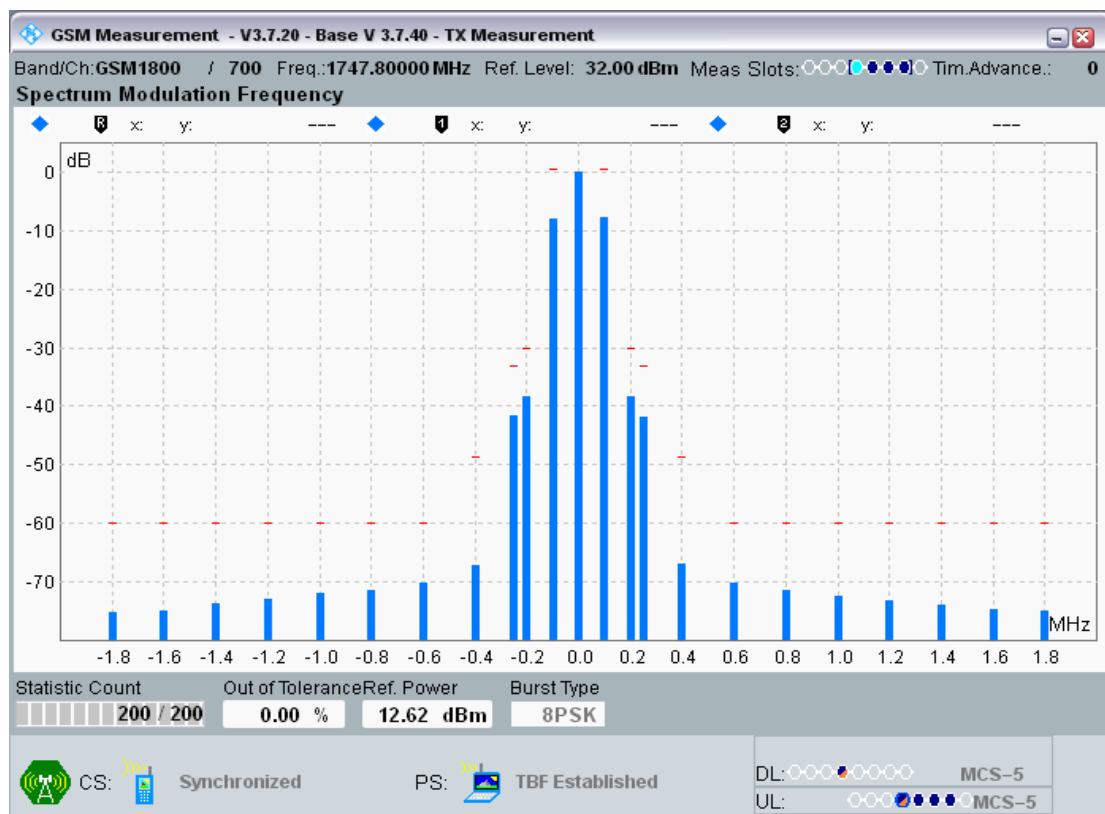 GSM Measurement - V3.7.20 - Base V 3.7.40 - TX Measurement
Band/Ch:GSM1800 / 700 Freq.:1747.80000 MHz Ref. Level: 32.00 dBm Meas Slots: Tim.Advance.: 0
Spectrum Modulation Frequency
R x: y: --- 1 x: y: --- 2 x: y: ---
dB
0
-10
-20
-30
-40
-50
-60
-70
MHz
-1.8 -1.6 -1.4 -1.2 -1.0 -0.8 -0.6 -0.4 -0.2 0.0 0.2 0.4 0.6 0.8 1.0 1.2 1.4 1.6 1.8
Statistic Count Out of Tolerance Ref. Power Burst Type
200 / 200 0.00 % 12.62 dBm 8PSK
CS: Synchronized PS: TBF Established
DL: MCS-5
UL: MCS-5